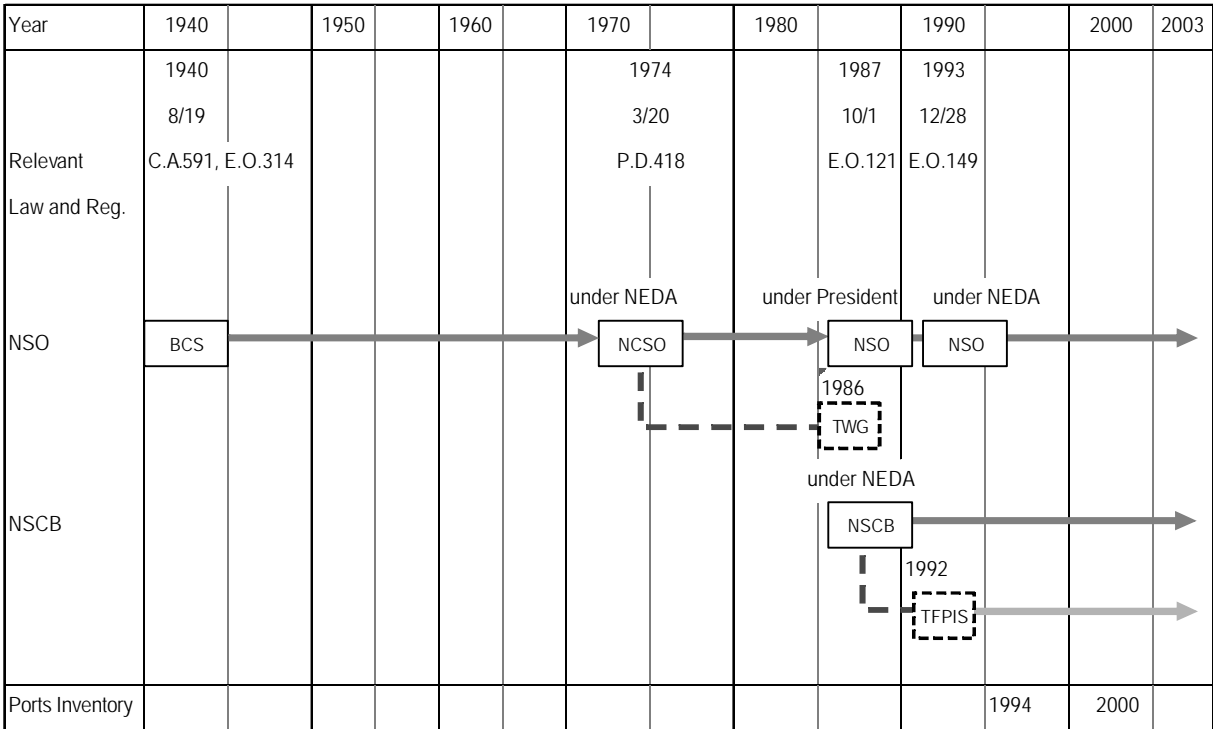 Year 1940 1950 1960 1970 1980 1990 2000 2003
1940 1974 1987 1993
8/19 3/20 10/1 12/28
Relevant C.A.591, E.O.314 P.D.418 E.O.121 E.O.149
Law and Reg.
under NEDA under President under NEDA
NSO BCS NCSO NSO NSO
1986
TWG
under NEDA
NSCB NSCB
1992
TFPIS
Ports Inventory 1994 2000